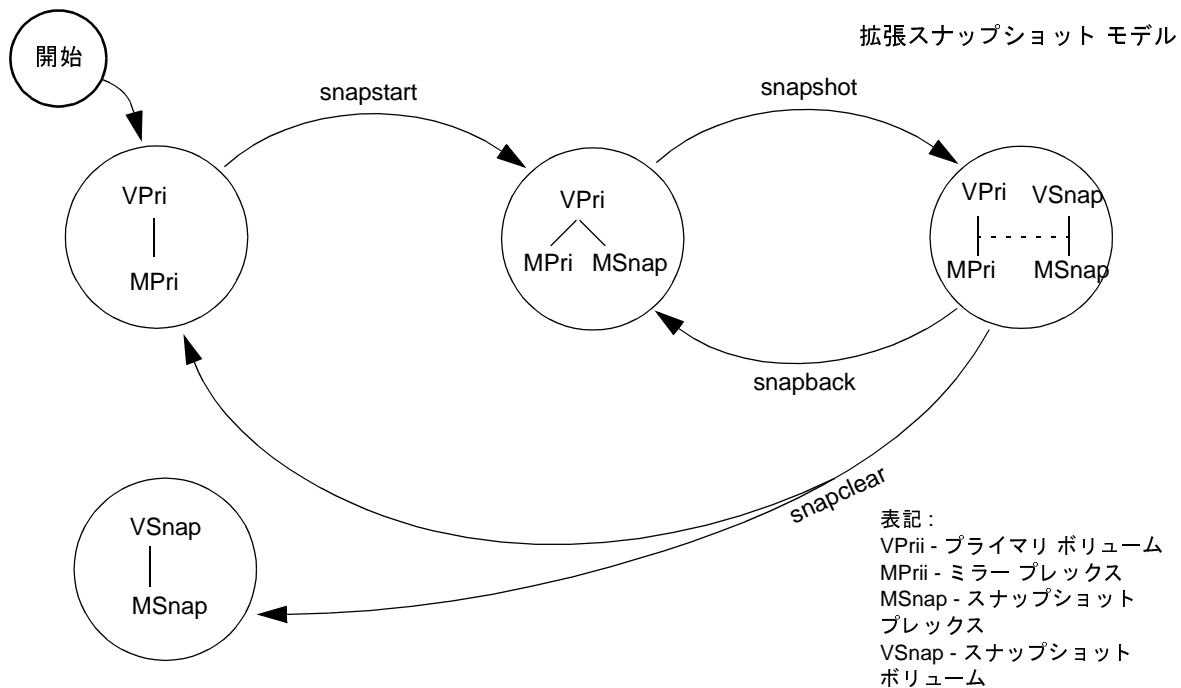 拡張スナップショット モデル
開始
snapstart
snapshot
VPri
MPri
VPri
MPri MSnap
VPri VSnap
MPri MSnap
snapback
snapclear
VSnap
MSnap
表記 :
VPrii - プライマリ ボリューム
MPrii - ミラー プレックス
MSnap - スナップショット
プレックス
VSnap - スナップショット
ボリューム